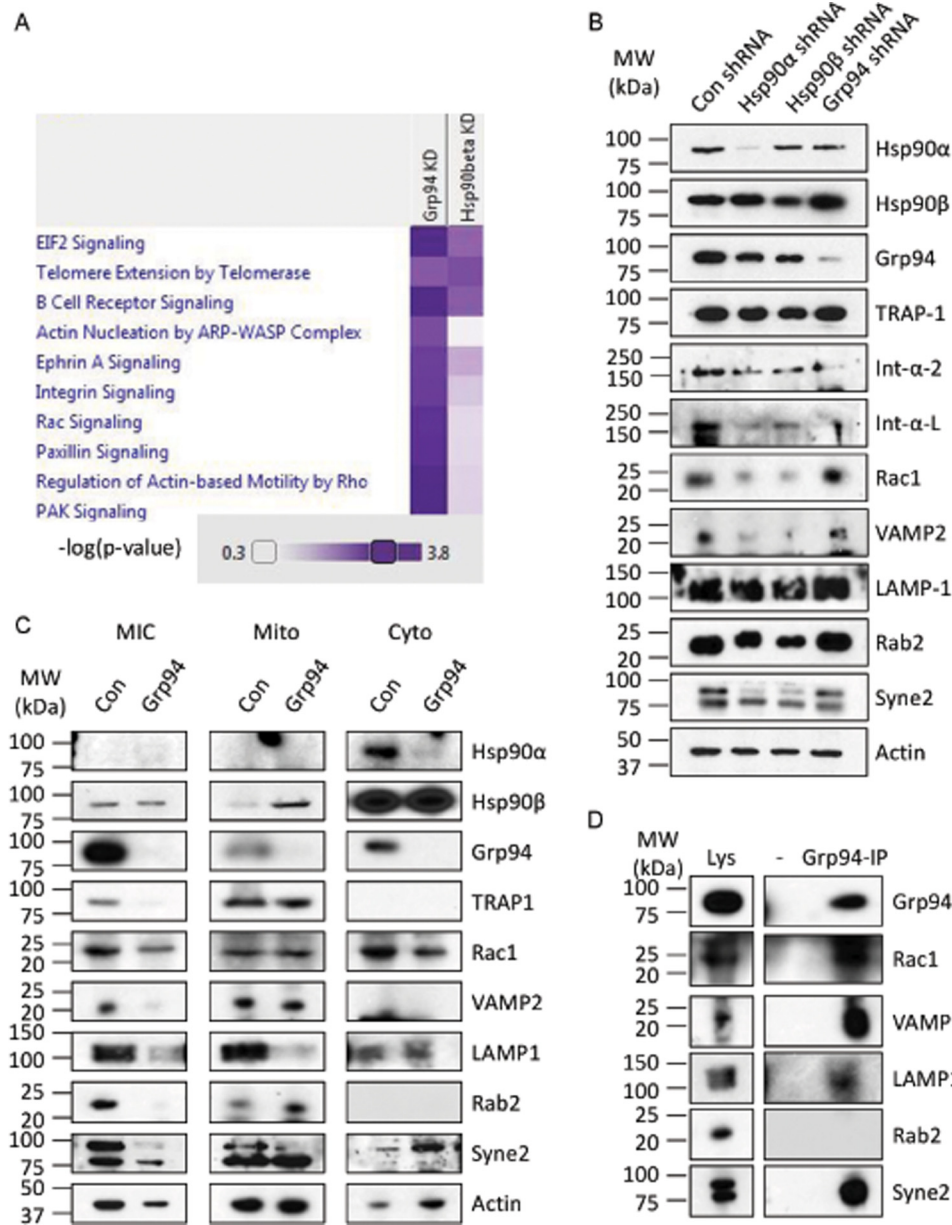 A
Grp94 KD
Hsp90beta KD
EIF2 Signaling
Telomere Extension by Telomerase
B Cell Receptor Signaling
Actin Nucleation by ARP-WASP Complex
Ephrin A Signaling
Integrin Signaling
Rac Signaling
Paxillin Signaling
Regulation of Actin-based Motility by Rho
PAK Signaling
-log(p-value) 0.3 3.8
B
MW
(kDa)
Con shRNA
Hsp90α shRNA
Hsp90β shRNA
Grp94 shRNA
100
75
Hsp90α
100
75
Hsp90β
100
75
Grp94
100
75
TRAP-1
250
150
Int-α-2
250
150
Int-α-L
25
20
Rac1
25
20
VAMP2
150
100
LAMP-1
25
20
Rab2
100
75
Syne2
50
37
Actin
C
MIC Mito Cyto
MW
(kDa)
Con Grp94 Con Grp94 Con Grp94
100
75
Hsp90α
100
75
Hsp90β
100
75
Grp94
100
75
TRAP1
25
20
Rac1
25
20
VAMP2
150
100
LAMP1
25
20
Rab2
100
75
Syne2
50
37
Actin
D
MW
(kDa)
Lys - Grp94-IP
100
75
Grp94
25
20
Rac1
25
20
VAMP
150
100
LAMP1
25
20
Rab2
100
75
Syne2